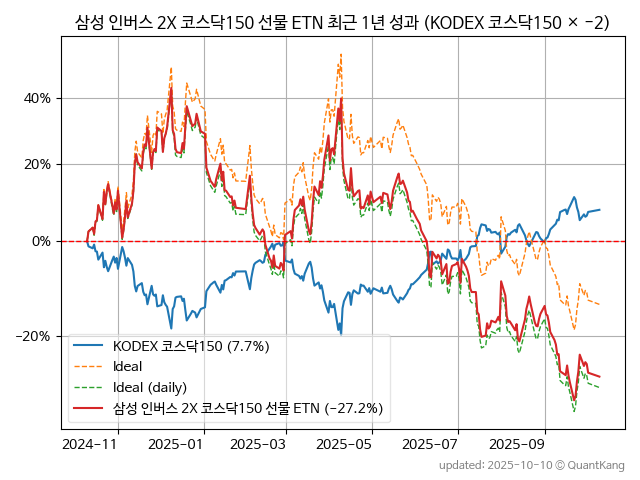 삼성 인버스 2X 코스닥150 선물 ETN 최근 1년 성과 (KODEX 코스닥150 × −2)
40%
20%
0%
−20%
KODEX 코스닥150 (7.7%)
Ideal
Ideal (daily)
삼성 인버스 2X 코스닥150 선물 ETN (−27.2%)
2024−11
2025−01
2025−03
2025−05
2025−07
2025−09
updated: 2025−10−10 © QuantKang